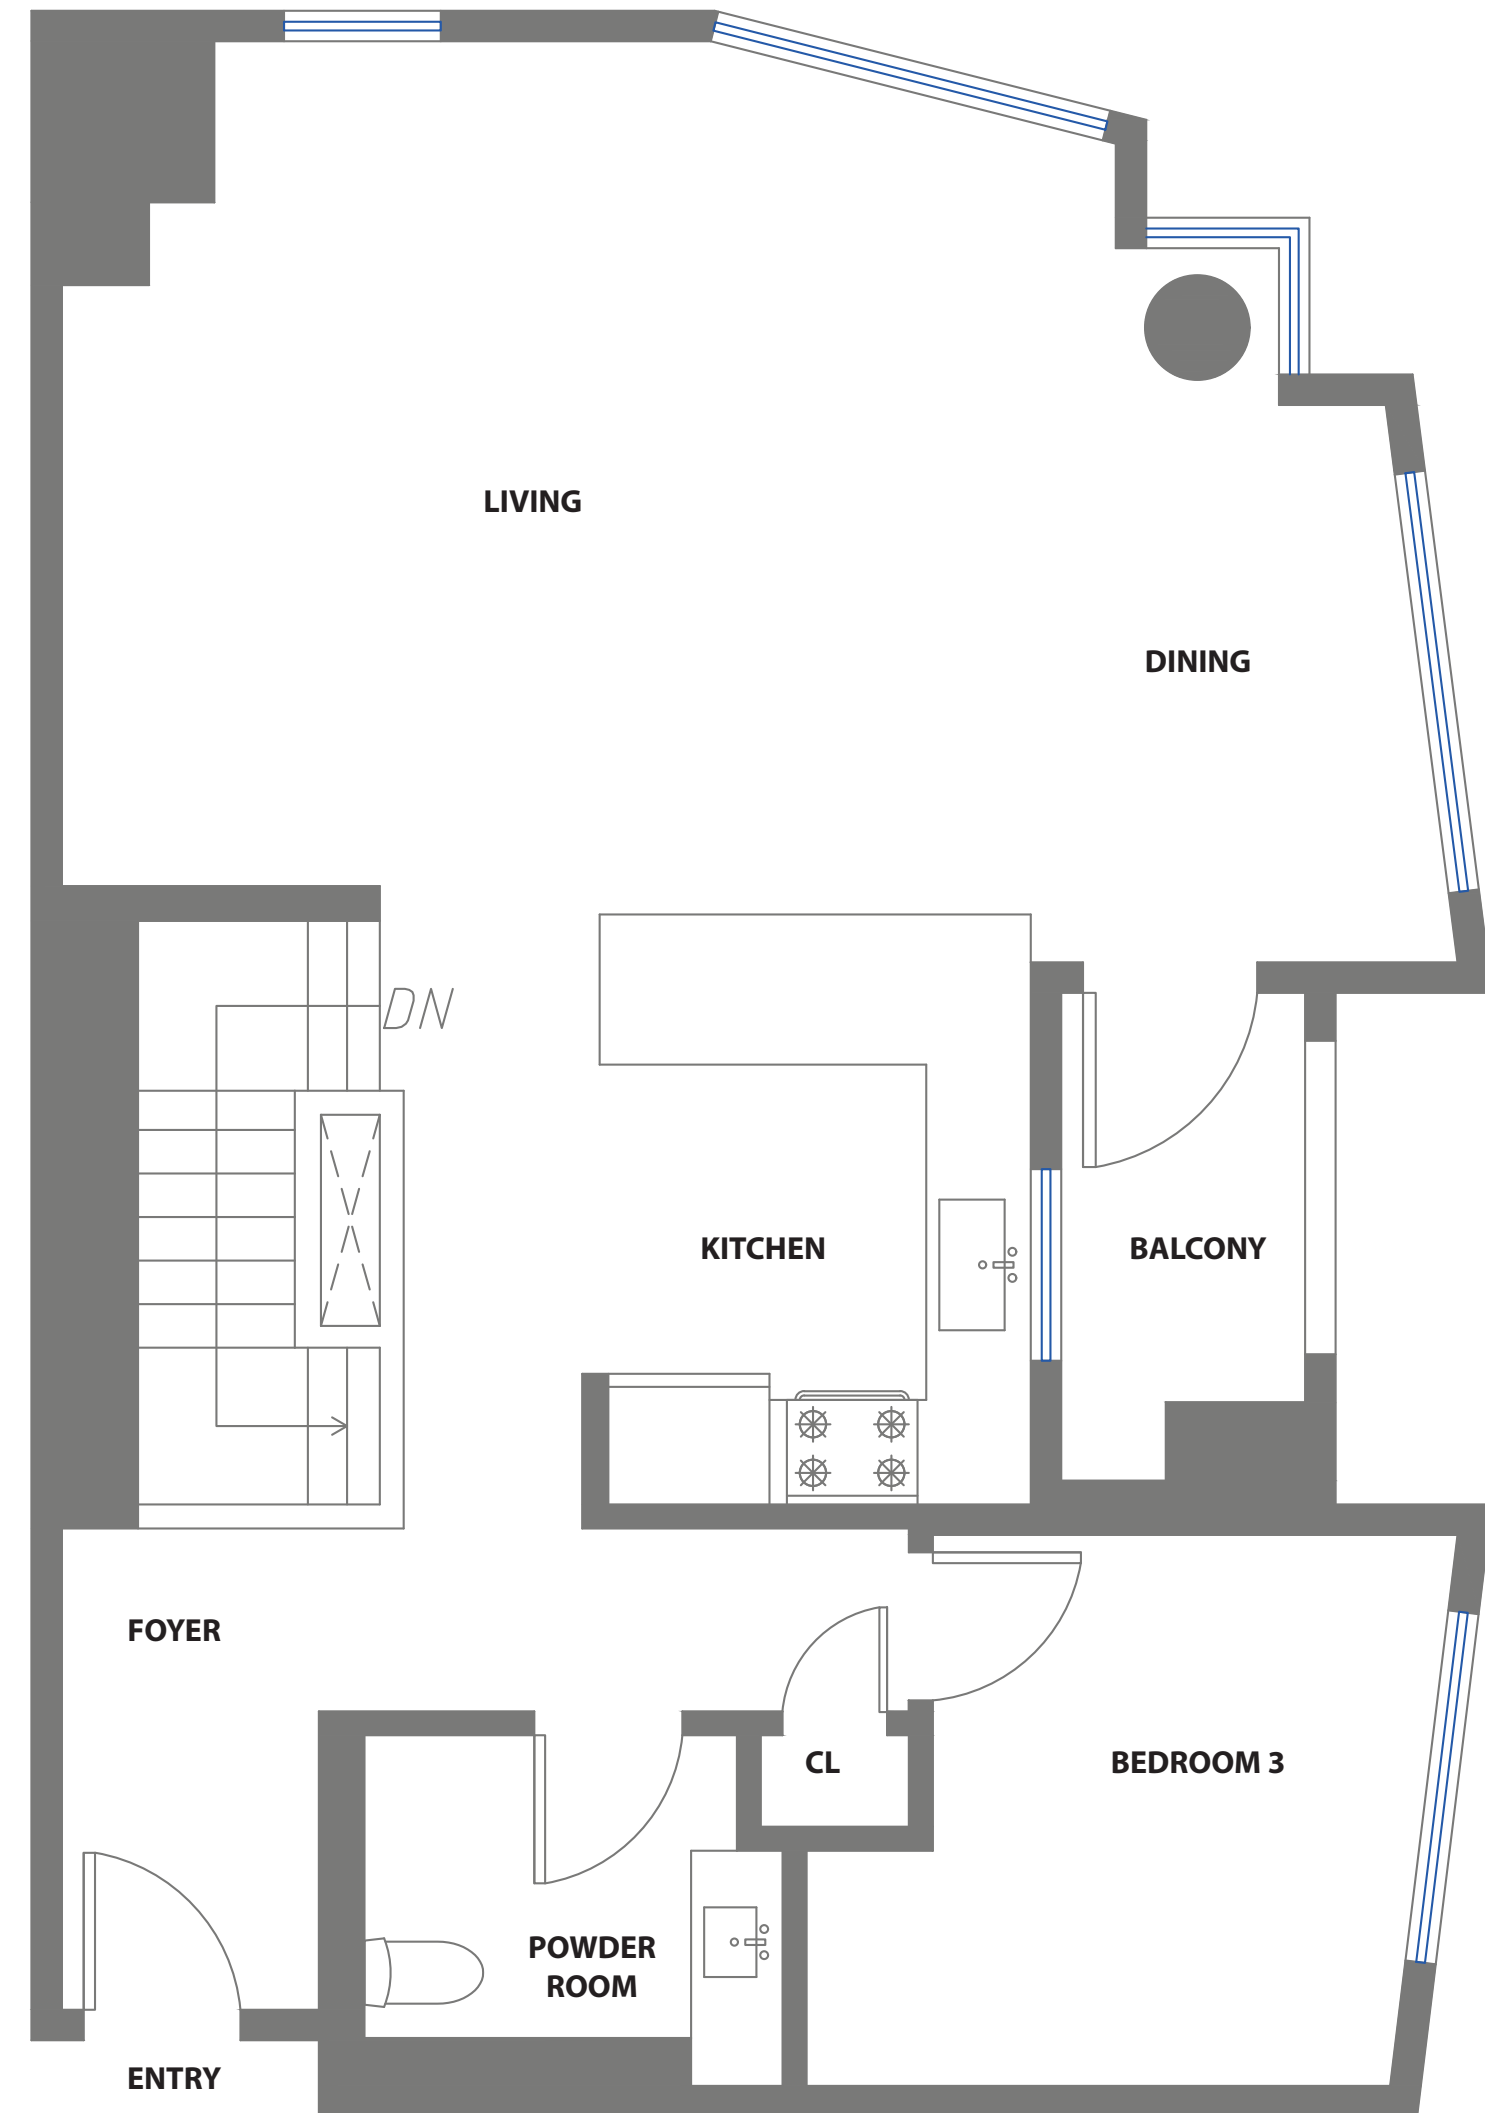 LIVING
DINING
DN
KITCHEN
BALCONY
FOYER
CL
BEDROOM 3
POWDER
ROOM
ENTRY